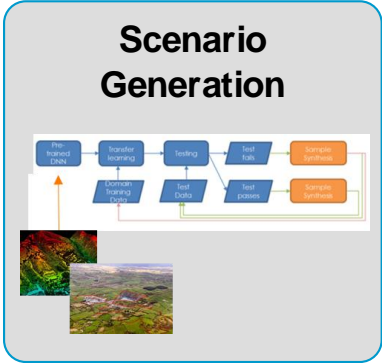 Scenario
Generation
Pre-
trained
DNN
Transfer
learning
Testing
Test
fails
Sample
Synthesis
Domain
Training
Data
Test
Data
Test
passes
Sample
Synthesis